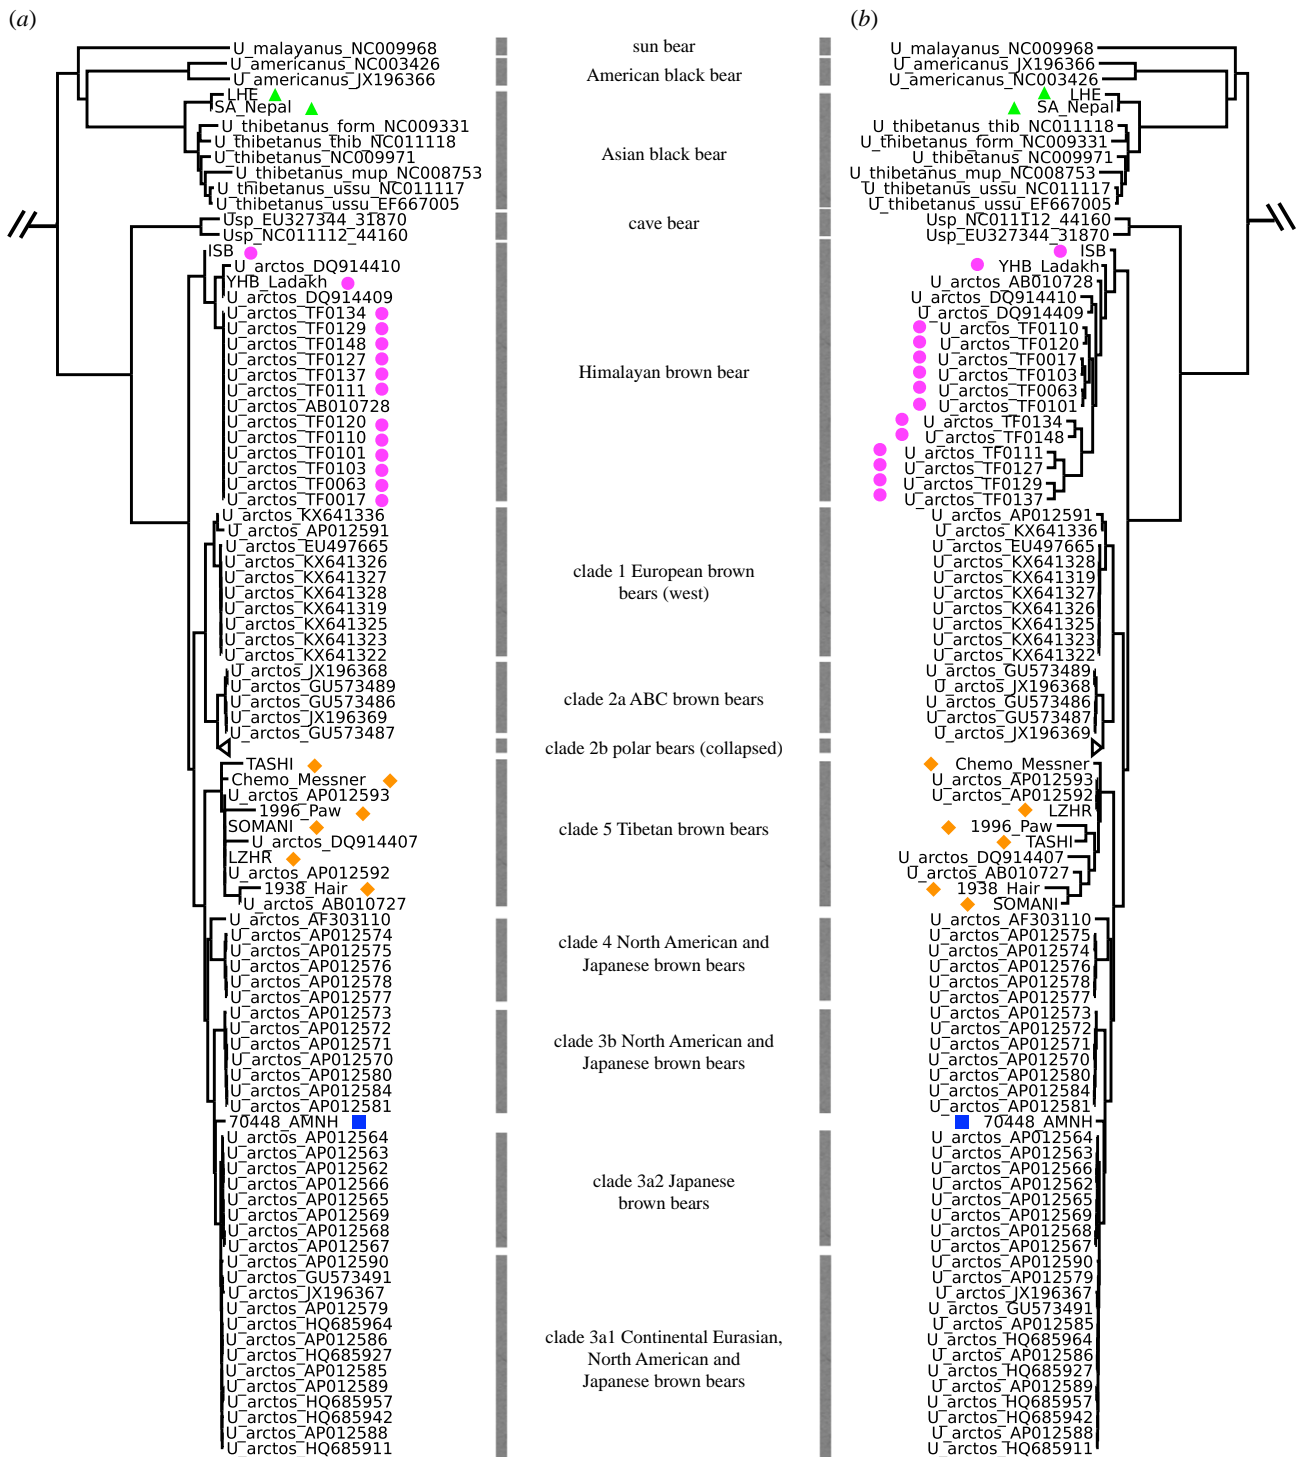 (a)
U_malayanus_NC009968
U_americanus_NC003426
U_americanus_JX196366
LHE
SA_Nepal
U_thibetanus_form_NC009331
U_thibetanus_thib_NC011118
U_thibetanus_NC009971
U_thibetanus_mup_NC008753
U_thibetanus_ussu_NC011117
U_thibetanus_ussu_EF667005
Usp_EU327344_31870
Usp_NC011112_44160
ISB
U_arctos_DQ914410
YHB_Ladakh
U_arctos_DQ914409
U_arctos_TF0134
U_arctos_TF0129
U_arctos_TF0148
U_arctos_TF0127
U_arctos_TF0137
U_arctos_TF0111
U_arctos_AB010728
U_arctos_TF0120
U_arctos_TF0110
U_arctos_TF0101
U_arctos_TF0103
U_arctos_TF0063
U_arctos_TF0017
U_arctos_KX641336
U_arctos_AP012591
U_arctos_EU497665
U_arctos_KX641326
U_arctos_KX641327
U_arctos_KX641328
U_arctos_KX641319
U_arctos_KX641325
U_arctos_KX641323
U_arctos_KX641322
U_arctos_JX196368
U_arctos_GU573489
U_arctos_GU573486
U_arctos_JX196369
U_arctos_GU573487
TASHI
Chemo_Messner
U_arctos_AP012593
1996_Paw
SOMANI
U_arctos_DQ914407
LZHR
U_arctos_AP012592
1938_Hair
U_arctos_AB010727
U_arctos_AF303110
U_arctos_AP012574
U_arctos_AP012575
U_arctos_AP012576
U_arctos_AP012578
U_arctos_AP012577
U_arctos_AP012573
U_arctos_AP012572
U_arctos_AP012571
U_arctos_AP012570
U_arctos_AP012580
U_arctos_AP012584
U_arctos_AP012581
70448_AMNH
U_arctos_AP012564
U_arctos_AP012563
U_arctos_AP012562
U_arctos_AP012566
U_arctos_AP012565
U_arctos_AP012569
U_arctos_AP012568
U_arctos_AP012567
U_arctos_AP012590
U_arctos_GU573491
U_arctos_JX196367
U_arctos_AP012579
U_arctos_HQ685964
U_arctos_AP012586
U_arctos_HQ685927
U_arctos_AP012585
U_arctos_AP012589
U_arctos_HQ685957
U_arctos_HQ685942
U_arctos_AP012588
U_arctos_HQ685911
sun bear
American black bear
Asian black bear
cave bear
Himalayan brown bear
clade 1 European brown
bears (west)
clade 2a ABC brown bears
clade 2b polar bears (collapsed)
clade 5 Tibetan brown bears
clade 4 North American and
Japanese brown bears
clade 3b North American and
Japanese brown bears
clade 3a2 Japanese
brown bears
clade 3a1 Continental Eurasian,
North American and
Japanese brown bears
(b)
U_malayanus_NC009968
U_americanus_JX196366
U_americanus_NC003426
LHE
SA_Nepal
U_thibetanus_thib_NC011118
U_thibetanus_form_NC009331
U_thibetanus_NC009971
U_thibetanus_mup_NC008753
U_thibetanus_ussu_NC011117
U_thibetanus_ussu_EF667005
Usp_NC011112_44160
Usp_EU327344_31870
ISB
YHB_Ladakh
U_arctos_AB010728
U_arctos_DQ914410
U_arctos_DQ914409
U_arctos_TF0110
U_arctos_TF0120
U_arctos_TF0017
U_arctos_TF0103
U_arctos_TF0063
U_arctos_TF0101
U_arctos_TF0134
U_arctos_TF0148
U_arctos_TF0111
U_arctos_TF0127
U_arctos_TF0129
U_arctos_TF0137
U_arctos_AP012591
U_arctos_KX641336
U_arctos_EU497665
U_arctos_KX641328
U_arctos_KX641319
U_arctos_KX641327
U_arctos_KX641326
U_arctos_KX641325
U_arctos_KX641323
U_arctos_KX641322
U_arctos_GU573489
U_arctos_JX196368
U_arctos_GU573486
U_arctos_GU573487
U_arctos_JX196369
Chemo_Messner
U_arctos_AP012593
U_arctos_AP012592
LZHR
1996_Paw
TASHI
U_arctos_DQ914407
U_arctos_AB010727
1938_Hair
SOMANI
U_arctos_AF303110
U_arctos_AP012575
U_arctos_AP012574
U_arctos_AP012576
U_arctos_AP012578
U_arctos_AP012577
U_arctos_AP012573
U_arctos_AP012572
U_arctos_AP012571
U_arctos_AP012570
U_arctos_AP012580
U_arctos_AP012584
U_arctos_AP012581
70448_AMNH
U_arctos_AP012564
U_arctos_AP012563
U_arctos_AP012566
U_arctos_AP012562
U_arctos_AP012565
U_arctos_AP012569
U_arctos_AP012568
U_arctos_AP012567
U_arctos_AP012590
U_arctos_AP012579
U_arctos_JX196367
U_arctos_GU573491
U_arctos_AP012585
U_arctos_HQ685964
U_arctos_AP012586
U_arctos_HQ685927
U_arctos_AP012589
U_arctos_HQ685957
U_arctos_HQ685942
U_arctos_AP012588
U_arctos_HQ685911